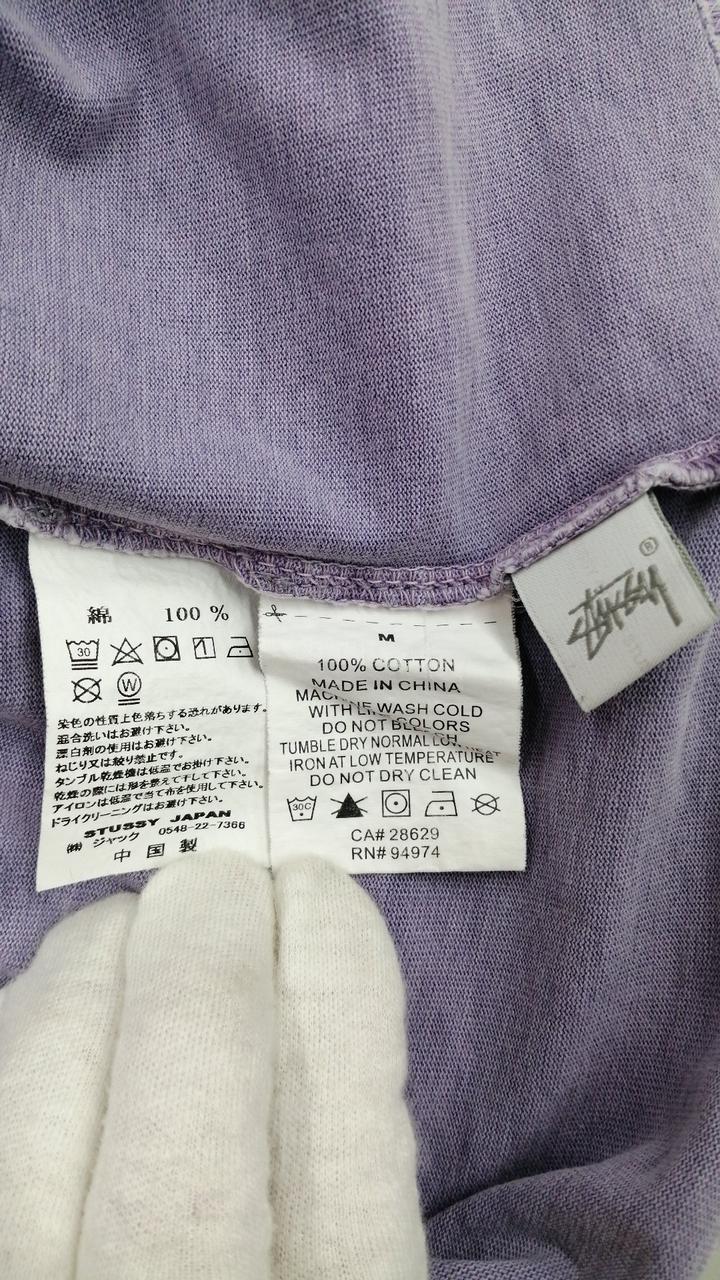 綿 100 %
30
W
染色の性質上色落ちする恐れがあります。
混合洗いはお避け下さい。
漂白剤の使用はお避け下さい。
ねじり又は絞り禁止です。
タンブル乾燥機は低温でお掛け下さい。
乾燥の際には形を整えて干して下さい。
アイロンは低温で当て布を使用して下さい。
ドライクリーニングはお避け下さい。
STUSSY JAPAN
㈱ ジャック 0548-22-7366
中国製
M
100% COTTON
MADE IN CHINA
WASH COLD
DO NOT
TUMBLE DRY NORMAL
IRON AT LOW TEMPERATURE
DO NOT DRY CLEAN
30C
CA# 28629
RN# 94974
STÜSSY ®